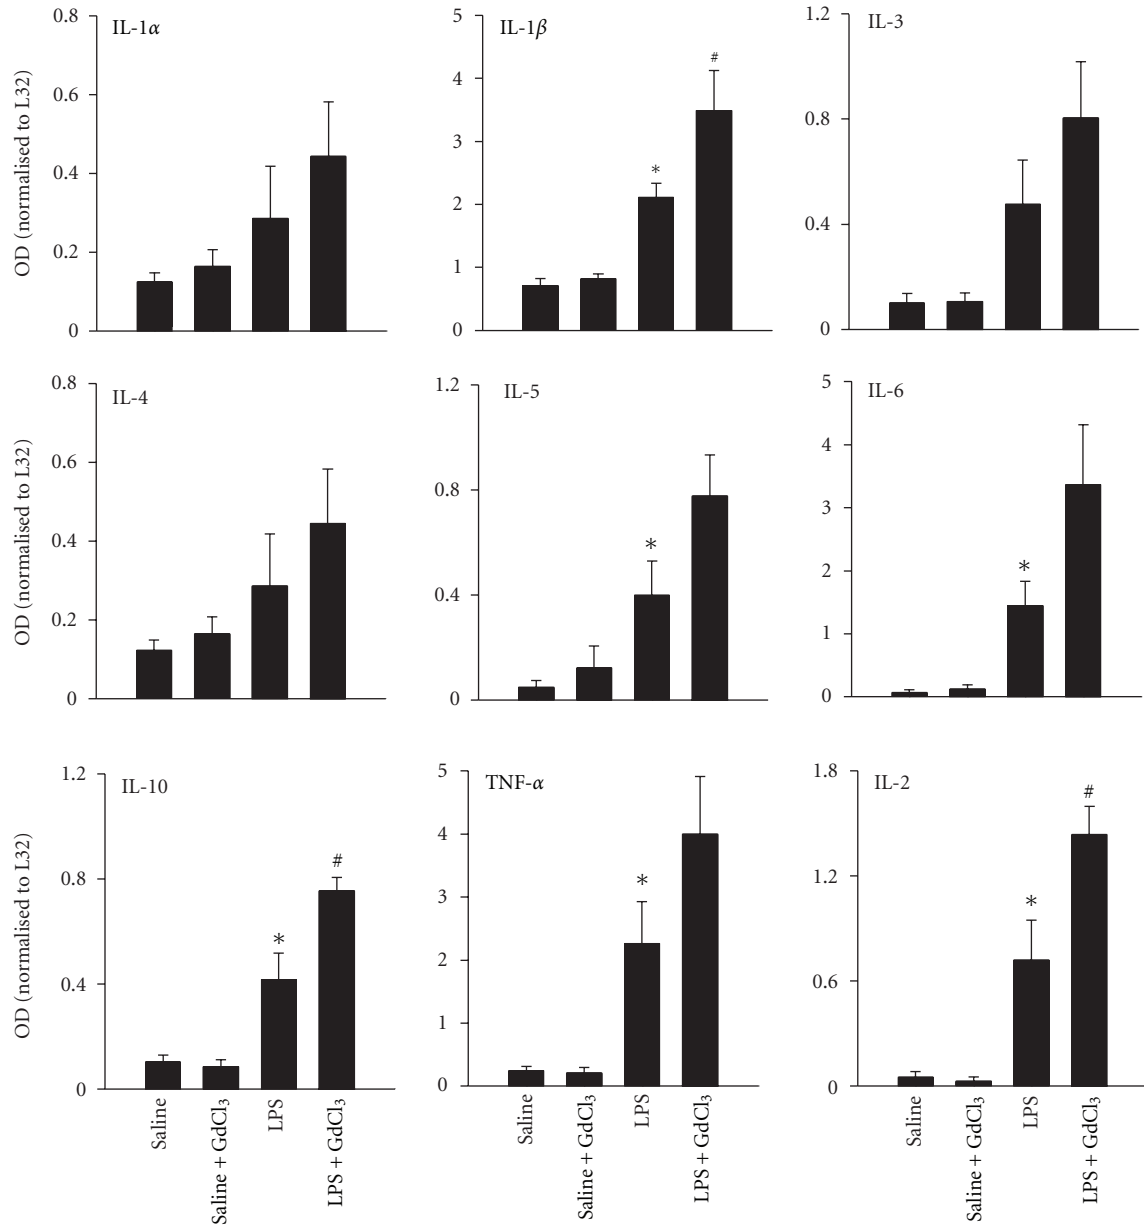 IL-1α
OD (normalised to L32)
0.8
0.6
0.4
0.2
0
IL-1β
5
4
3
2
1
0
*
#
IL-3
1.2
0.8
0.4
0
IL-4
OD (normalised to L32)
0.8
0.6
0.4
0.2
0
IL-5
1.2
0.8
0.4
0
*
IL-6
5
4
3
2
1
0
*
IL-10
OD (normalised to L32)
1.2
0.8
0.4
0
*
#
Saline
Saline + GdCl₃
LPS
LPS + GdCl₃
TNF-α
5
4
3
2
1
0
*
Saline
Saline + GdCl₃
LPS
LPS + GdCl₃
IL-2
1.8
1.2
0.6
0
*
#
Saline
Saline + GdCl₃
LPS
LPS + GdCl₃